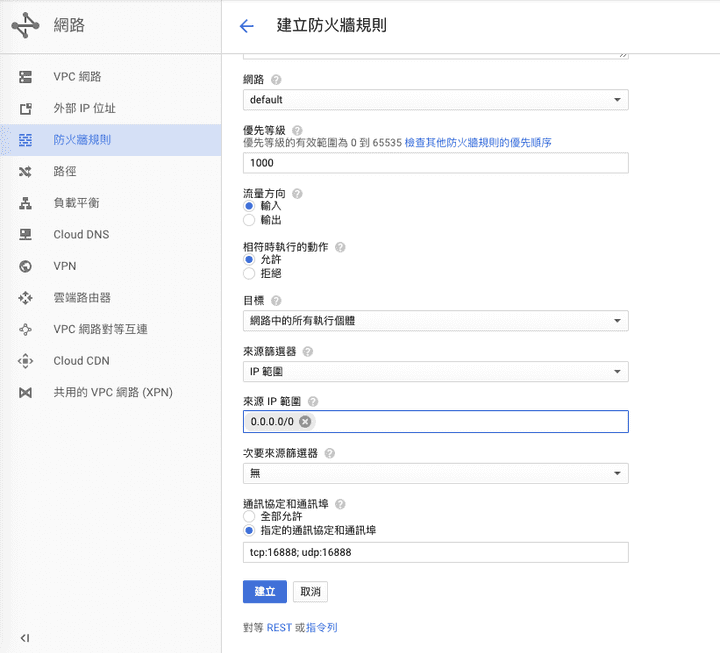 網路
建立防火牆規則
VPC 網路
外部 IP 位址
防火牆規則
路徑
負載平衡
Cloud DNS
VPN
雲端路由器
VPC 網路對等互連
Cloud CDN
共用的 VPC 網路 (XPN)
網路
default
優先等級
優先等級的有效範圍為 0 到 65535 檢查其他防火牆規則的優先順序
1000
流量方向
輸入
輸出
相符時執行的動作
允許
拒絕
目標
網路中的所有執行個體
來源篩選器
IP 範圍
來源 IP 範圍
0.0.0.0/0
次要來源篩選器
無
通訊協定和通訊埠
全部允許
指定的通訊協定和通訊埠
tcp:16888; udp:16888
建立 取消
對等 REST 或指令列